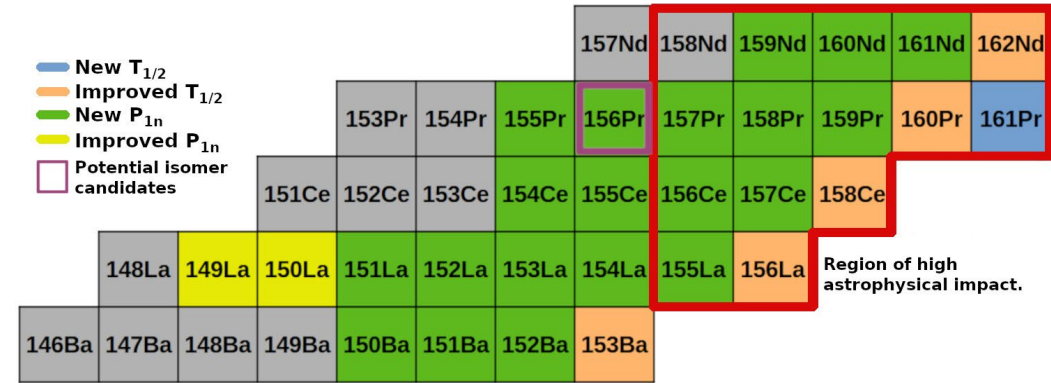 157Nd 158Nd 159Nd 160Nd 161Nd 162Nd
New T1/2
Improved T1/2
New P1n
Improved P1n
Potential isomer
candidates
153Pr 154Pr 155Pr 156Pr 157Pr 158Pr 159Pr 160Pr 161Pr
151Ce 152Ce 153Ce 154Ce 155Ce 156Ce 157Ce 158Ce
148La 149La 150La 151La 152La 153La 154La 155La 156La
Region of high
astrophysical impact.
146Ba 147Ba 148Ba 149Ba 150Ba 151Ba 152Ba 153Ba